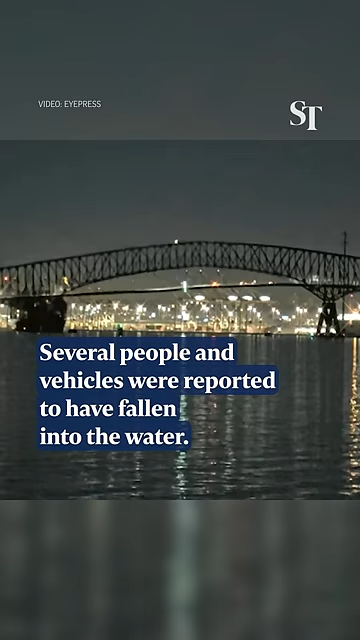 VIDEO: EYEPRESS
ST
Several people and
vehicles were reported
to have fallen
into the water.